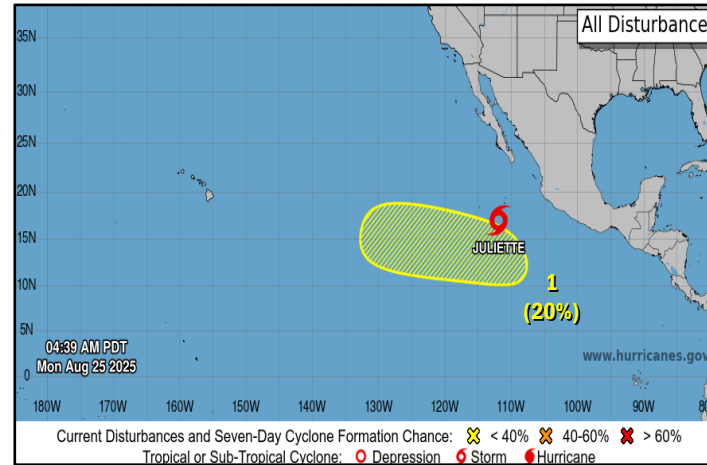 All Disturbance
35N
30N
25N
20N
15N
10N
5N
0
JULIETTE
1
(20%)
04:39 AM PDT
Mon Aug 25 2025
www.hurricanes.gov
180W 170W 160W 150W 140W 130W 120W 110W 100W 90W 80
Current Disturbances and Seven-Day Cyclone Formation Chance: < 40% 40-60% > 60%
Tropical or Sub-Tropical Cyclone: Depression Storm Hurricane